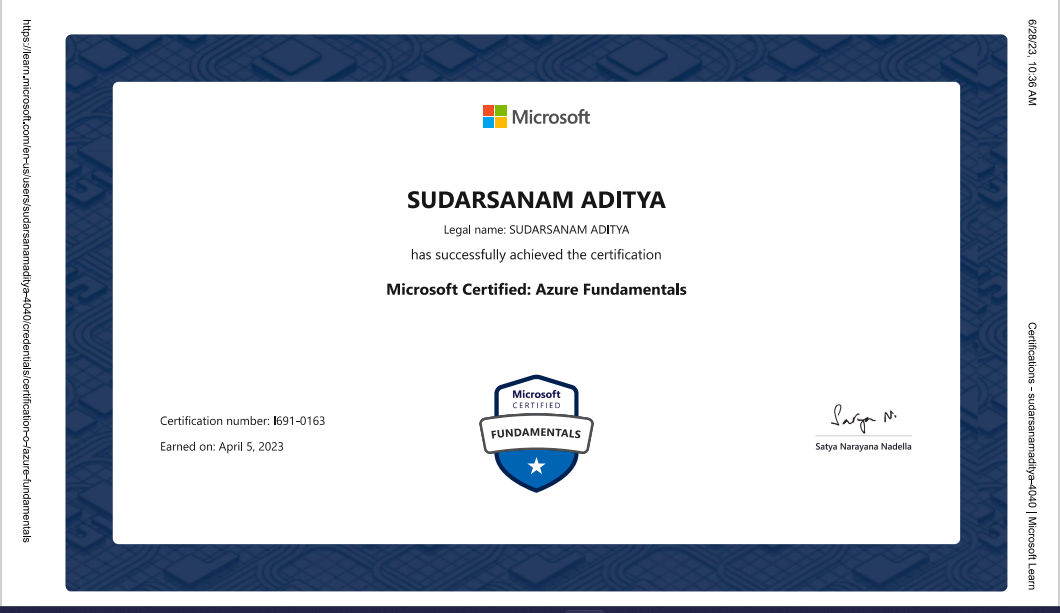 6/28/23, 10:36 AM
Certifications - sudarsanamaditya-4040 | Microsoft Learn
Microsoft
SUDARSANAM ADITYA
Legal name: SUDARSANAM ADITYA
has successfully achieved the certification
Microsoft Certified: Azure Fundamentals
Microsoft
CERTIFIED
FUNDAMENTALS
Certification number: I691-0163
Earned on: April 5, 2023
Satya N.
Satya Narayana Nadella
https://learn.microsoft.com/en-us/users/sudarsanamaditya-4040/credentials/certification-o-/azure-fundamentals